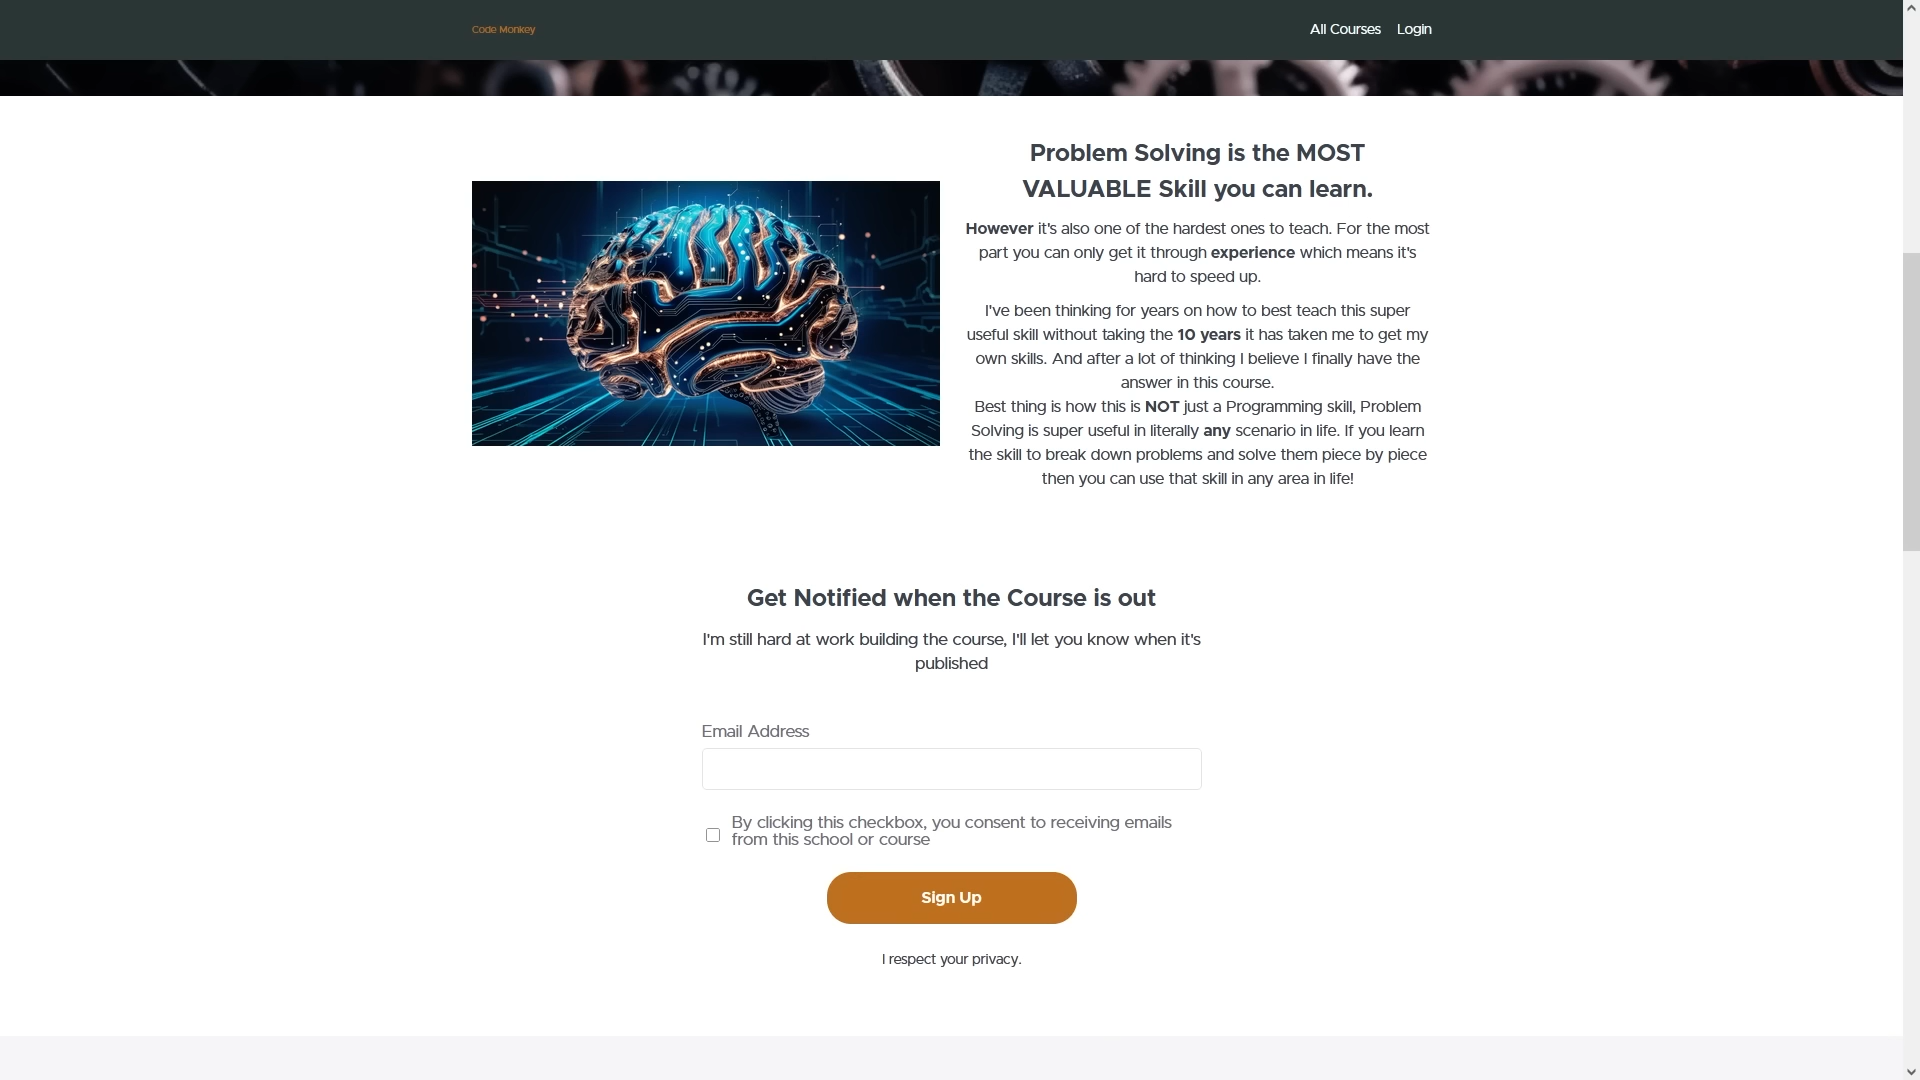 Code Monkey
All Courses
Login
Problem Solving is the MOST
VALUABLE Skill you can learn.
However it's also one of the hardest ones to teach. For the most
part you can only get it through experience which means it's
hard to speed up.
I've been thinking for years on how to best teach this super
useful skill without taking the 10 years it has taken me to get my
own skills. And after a lot of thinking I believe I finally have the
answer in this course.
Best thing is how this is NOT just a Programming skill, Problem
Solving is super useful in literally any scenario in life. If you learn
the skill to break down problems and solve them piece by piece
then you can use that skill in any area in life!
Get Notified when the Course is out
I'm still hard at work building the course, I'll let you know when it's
published
Email Address
By clicking this checkbox, you consent to receiving emails
from this school or course
Sign Up
I respect your privacy.